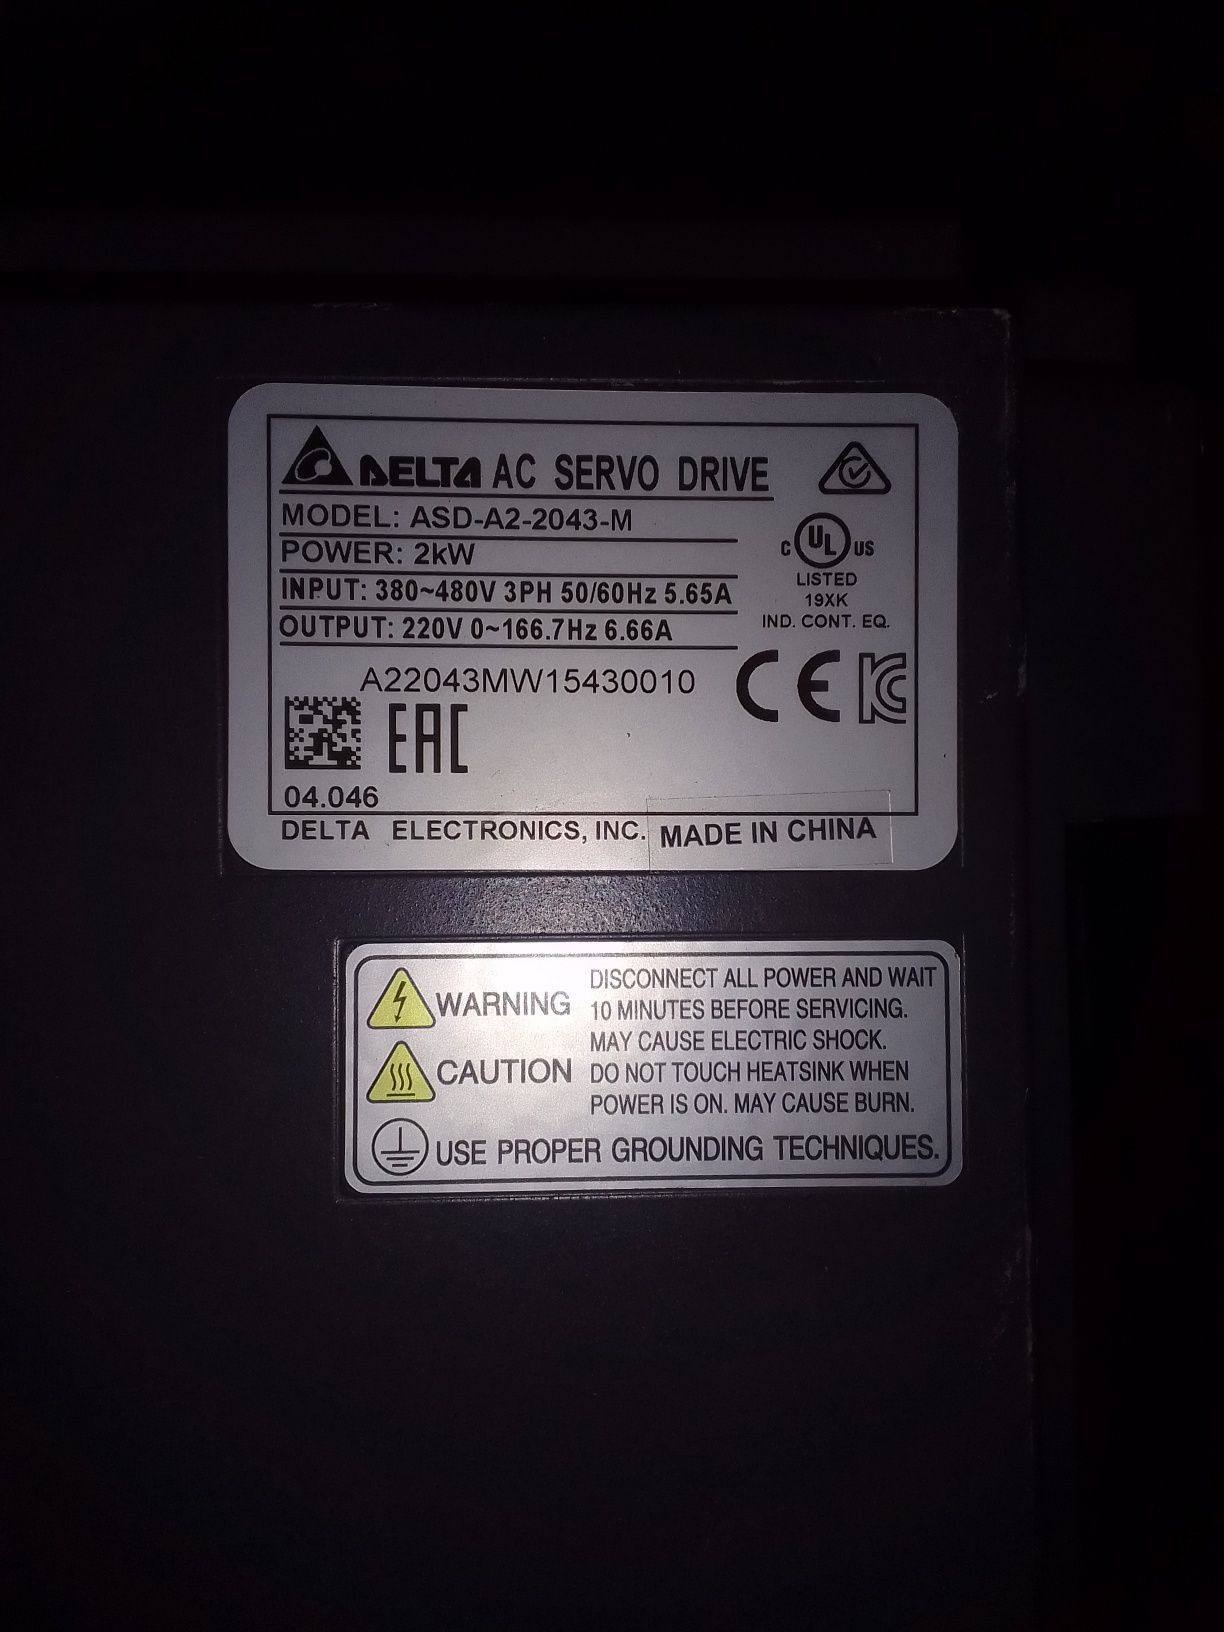 DELTA AC SERVO DRIVE
MODEL: ASD-A2-2043-M
POWER: 2kW
INPUT: 380~480V 3PH 50/60Hz 5.65A
OUTPUT: 220V 0~166.7Hz 6.66A
C UL US
LISTED
19XK
IND. CONT. EQ.
A22043MW15430010
CE KC
EAC
04.046
DELTA ELECTRONICS, INC. MADE IN CHINA
WARNING DISCONNECT ALL POWER AND WAIT
10 MINUTES BEFORE SERVICING.
MAY CAUSE ELECTRIC SHOCK.
CAUTION DO NOT TOUCH HEATSINK WHEN
POWER IS ON. MAY CAUSE BURN.
USE PROPER GROUNDING TECHNIQUES.